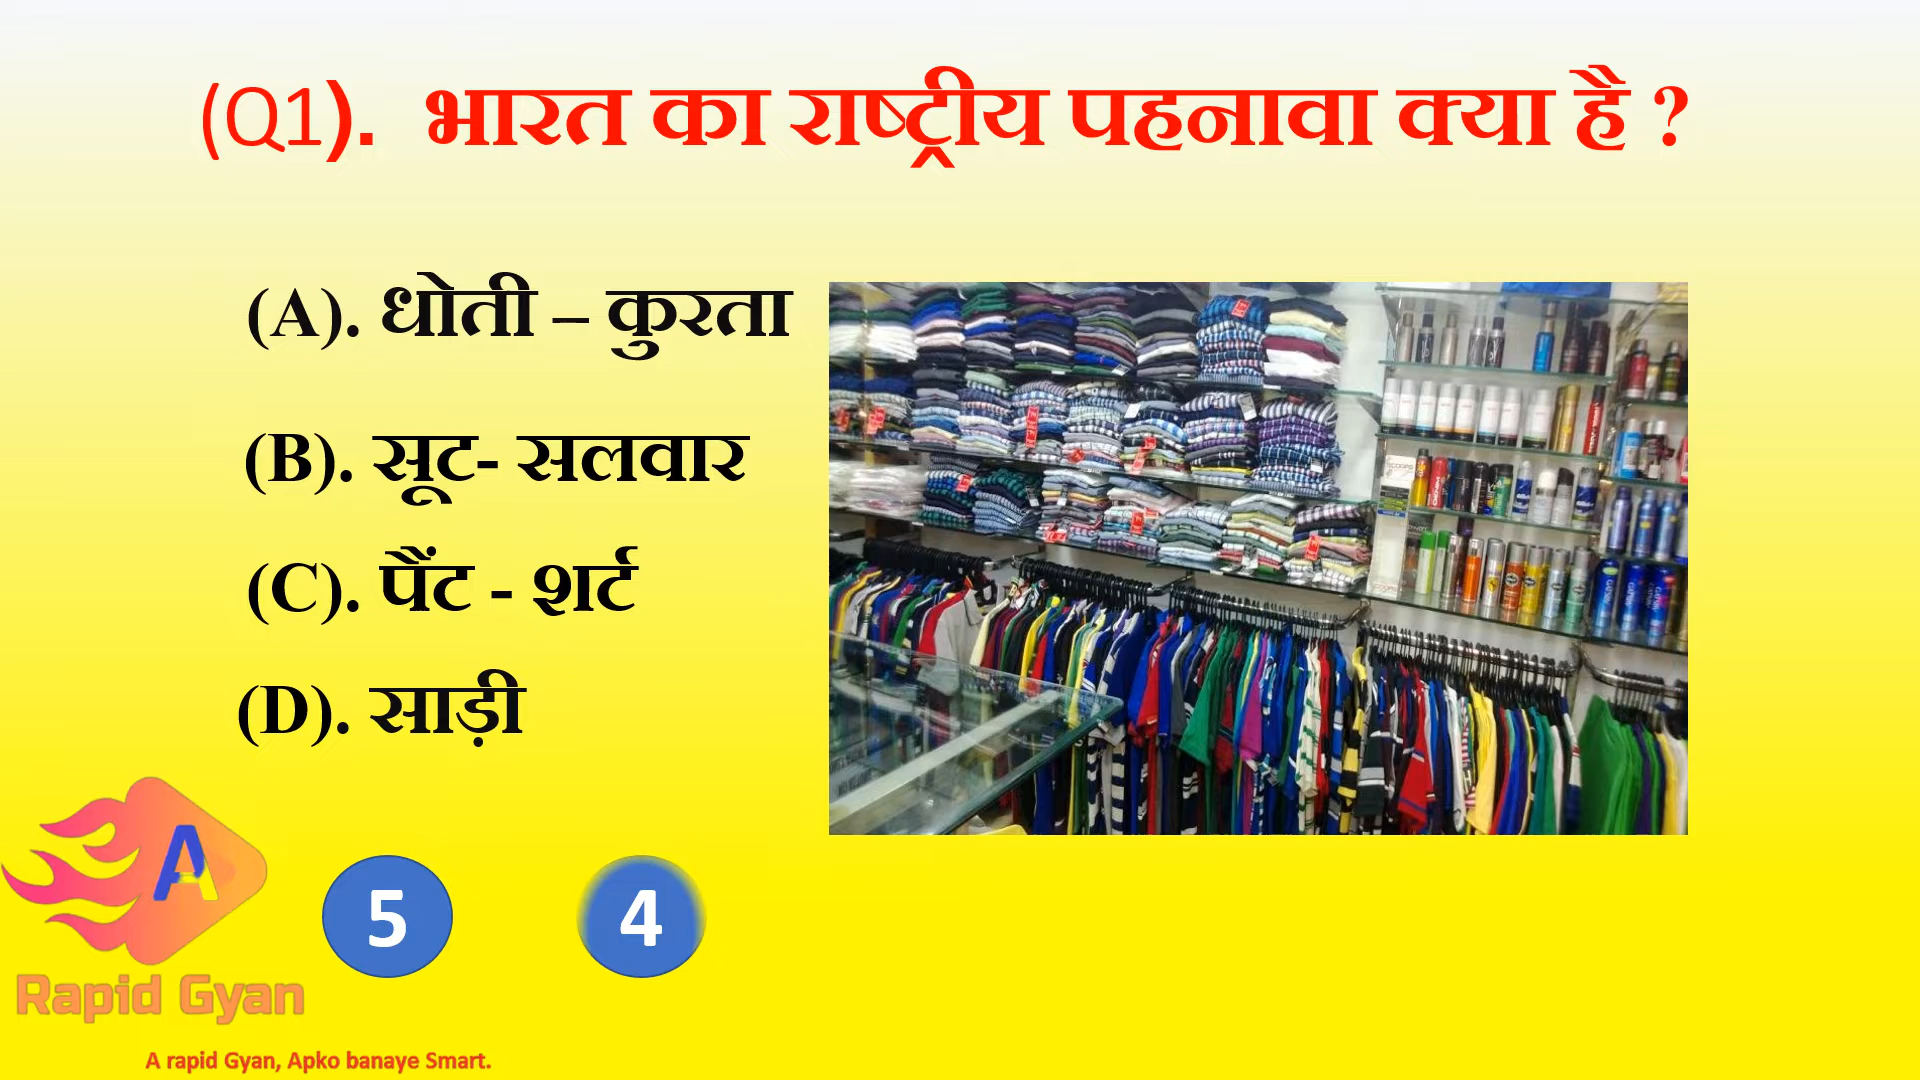 (Q1). भारत का राष्ट्रीय पहनावा क्या है ?
(A). धोती – कुरता
(B). सूट- सलवार
(C). पैंट - शर्ट
(D). साड़ी
A
5 4
Rapid Gyan
A rapid Gyan, Apko banaye Smart.